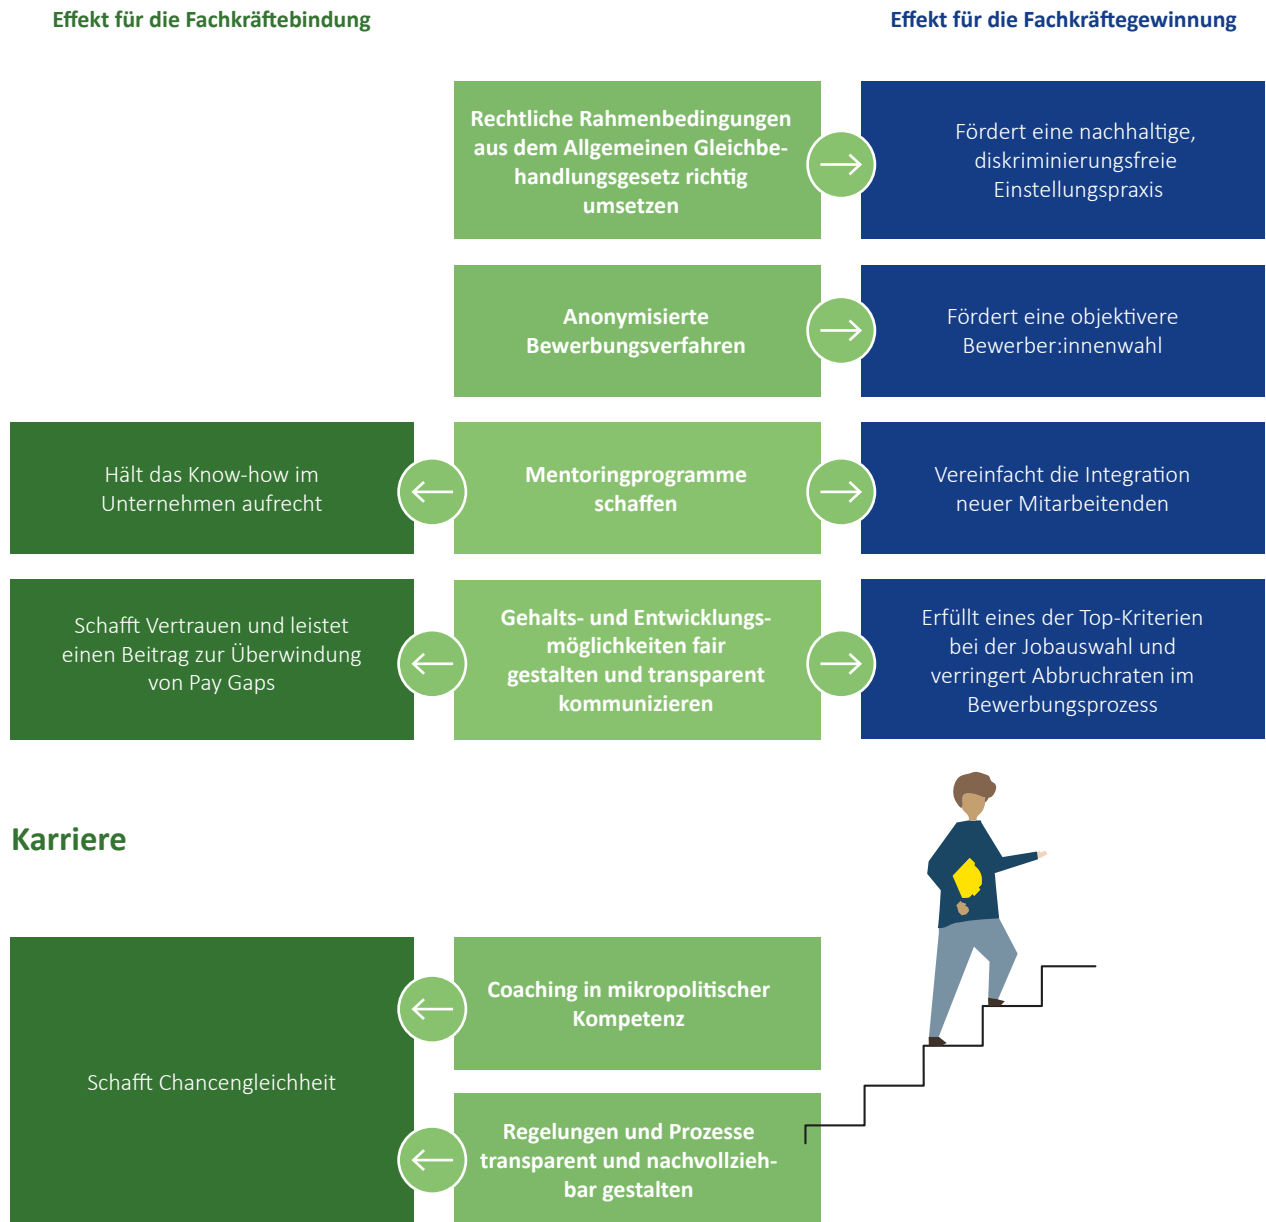 Effekt für die Fachkräftebindung
Effekt für die Fachkräftegewinnung
Rechtliche Rahmenbedingungen
aus dem Allgemeinen Gleichbe-
handlungsgesetz richtig
umsetzen
Fördert eine nachhaltige,
diskriminierungsfreie
Einstellungspraxis
Anonymisierte
Bewerbungsverfahren
Fördert eine objektivere
Bewerber:innenwahl
Hält das Know-how im
Unternehmen aufrecht
Mentoringprogramme
schaffen
Vereinfacht die Integration
neuer Mitarbeitenden
Schafft Vertrauen und leistet
einen Beitrag zur Überwindung
von Pay Gaps
Gehalts- und Entwicklungs-
möglichkeiten fair
gestalten und transparent
kommunizieren
Erfüllt eines der Top-Kriterien
bei der Jobauswahl und
verringert Abbruchraten im
Bewerbungsprozess
Karriere
Schafft Chancengleichheit
Coaching in mikropolitischer
Kompetenz
Regelungen und Prozesse
transparent und nachvollzieh-
bar gestalten